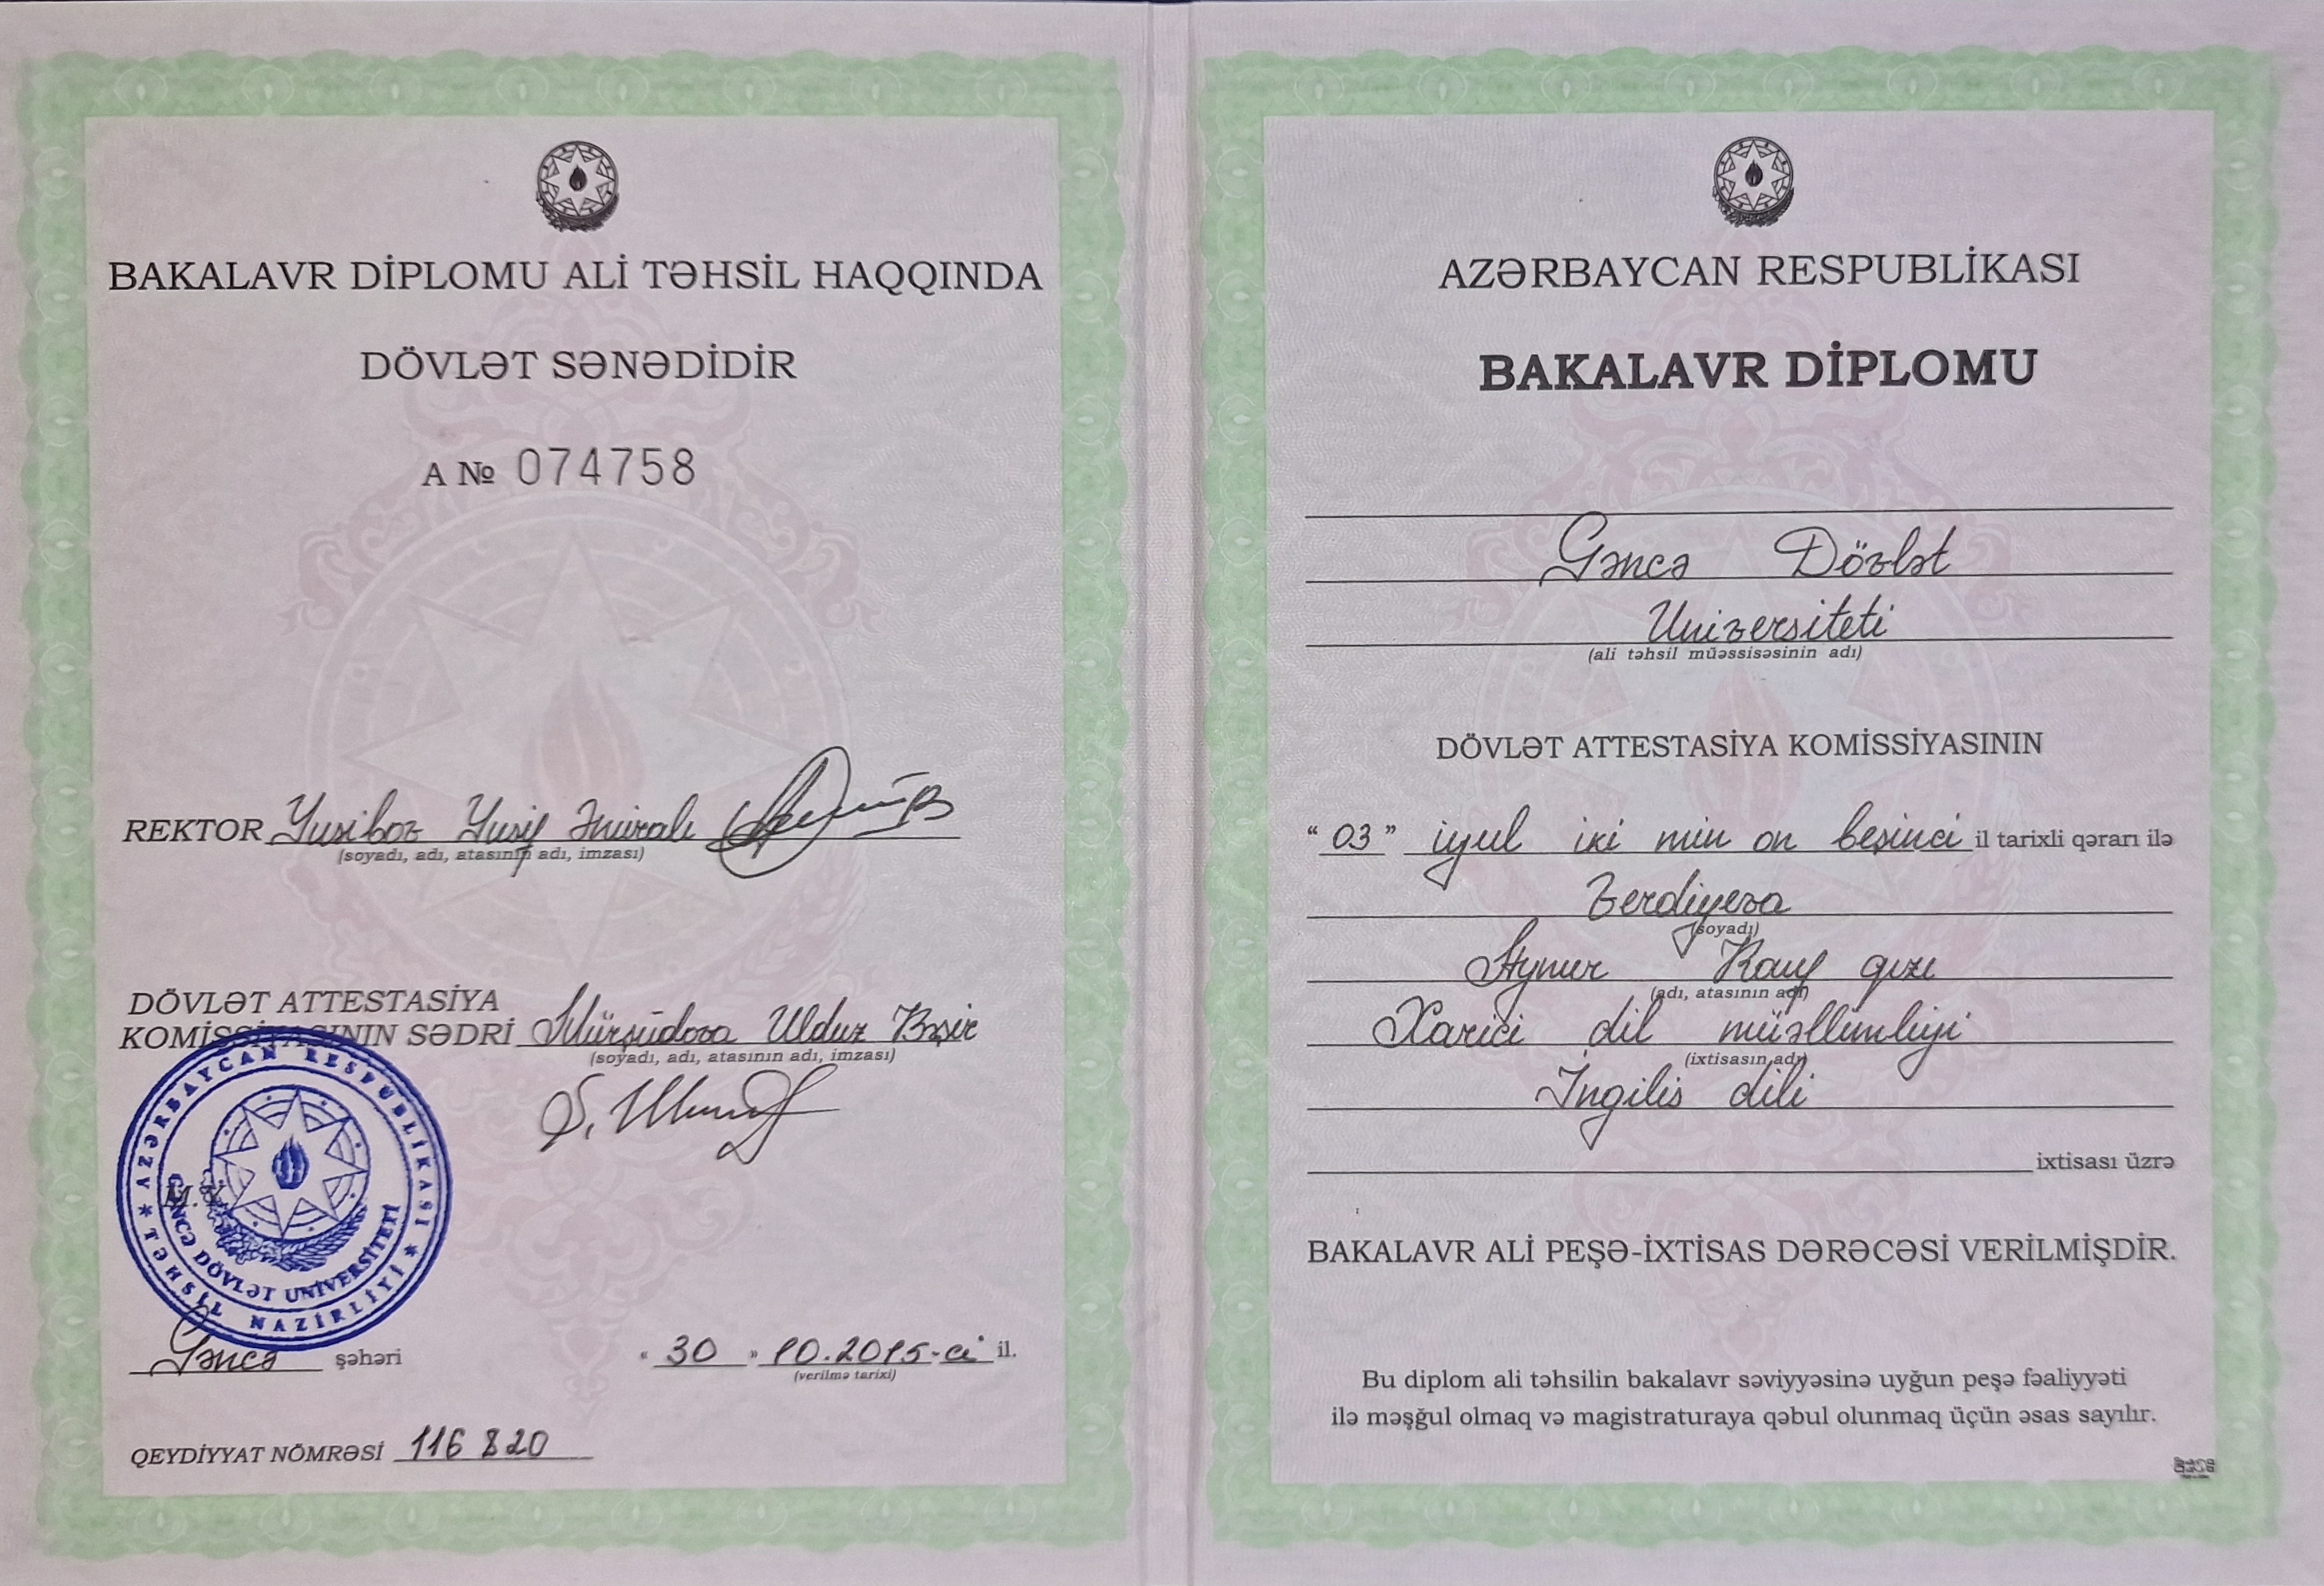 BAKALAVR DİPLOMU ALİ TƏHSİL HAQQINDA
DÖVLƏT SƏNƏDİDİR
A № 074758
REKTOR Yusibov Yusif Əmiralı
(soyadı, adı, atasının adı, imzası)
DÖVLƏT ATTESTASİYA
KOMİSSİYASININ SƏDRİ Mürşüdova Ulduz Bəşir
(soyadı, adı, atasının adı, imzası)
AZƏRBAYCAN RESPUBLİKASI * TƏHSİL NAZİRLİYİ *
GƏNCƏ DÖVLƏT UNİVERSİTETİ
Gəncə şəhəri
« 30 » 10.2015-ci il.
(verilmə tarixi)
QEYDİYYAT NÖMRƏSİ 116 820
AZƏRBAYCAN RESPUBLİKASI
BAKALAVR DİPLOMU
Gəncə Dövlət
Universiteti
(ali təhsil müəssisəsinin adı)
DÖVLƏT ATTESTASİYA KOMİSSİYASININ
“ 03 ” iyul iki min on beşinci il tarixli qərarı ilə
Verdiyeva
(soyadı)
Aynur Rauf qızı
(adı, atasının adı)
Xarici dil müəllimliyi
(ixtisasın adı)
İngilis dili
ixtisası üzrə
BAKALAVR ALİ PEŞƏ-İXTİSAS DƏRƏCƏSİ VERİLMİŞDİR.
Bu diplom ali təhsilin bakalavr səviyyəsinə uyğun peşə fəaliyyəti
ilə məşğul olmaq və magistraturaya qəbul olunmaq üçün əsas sayılır.